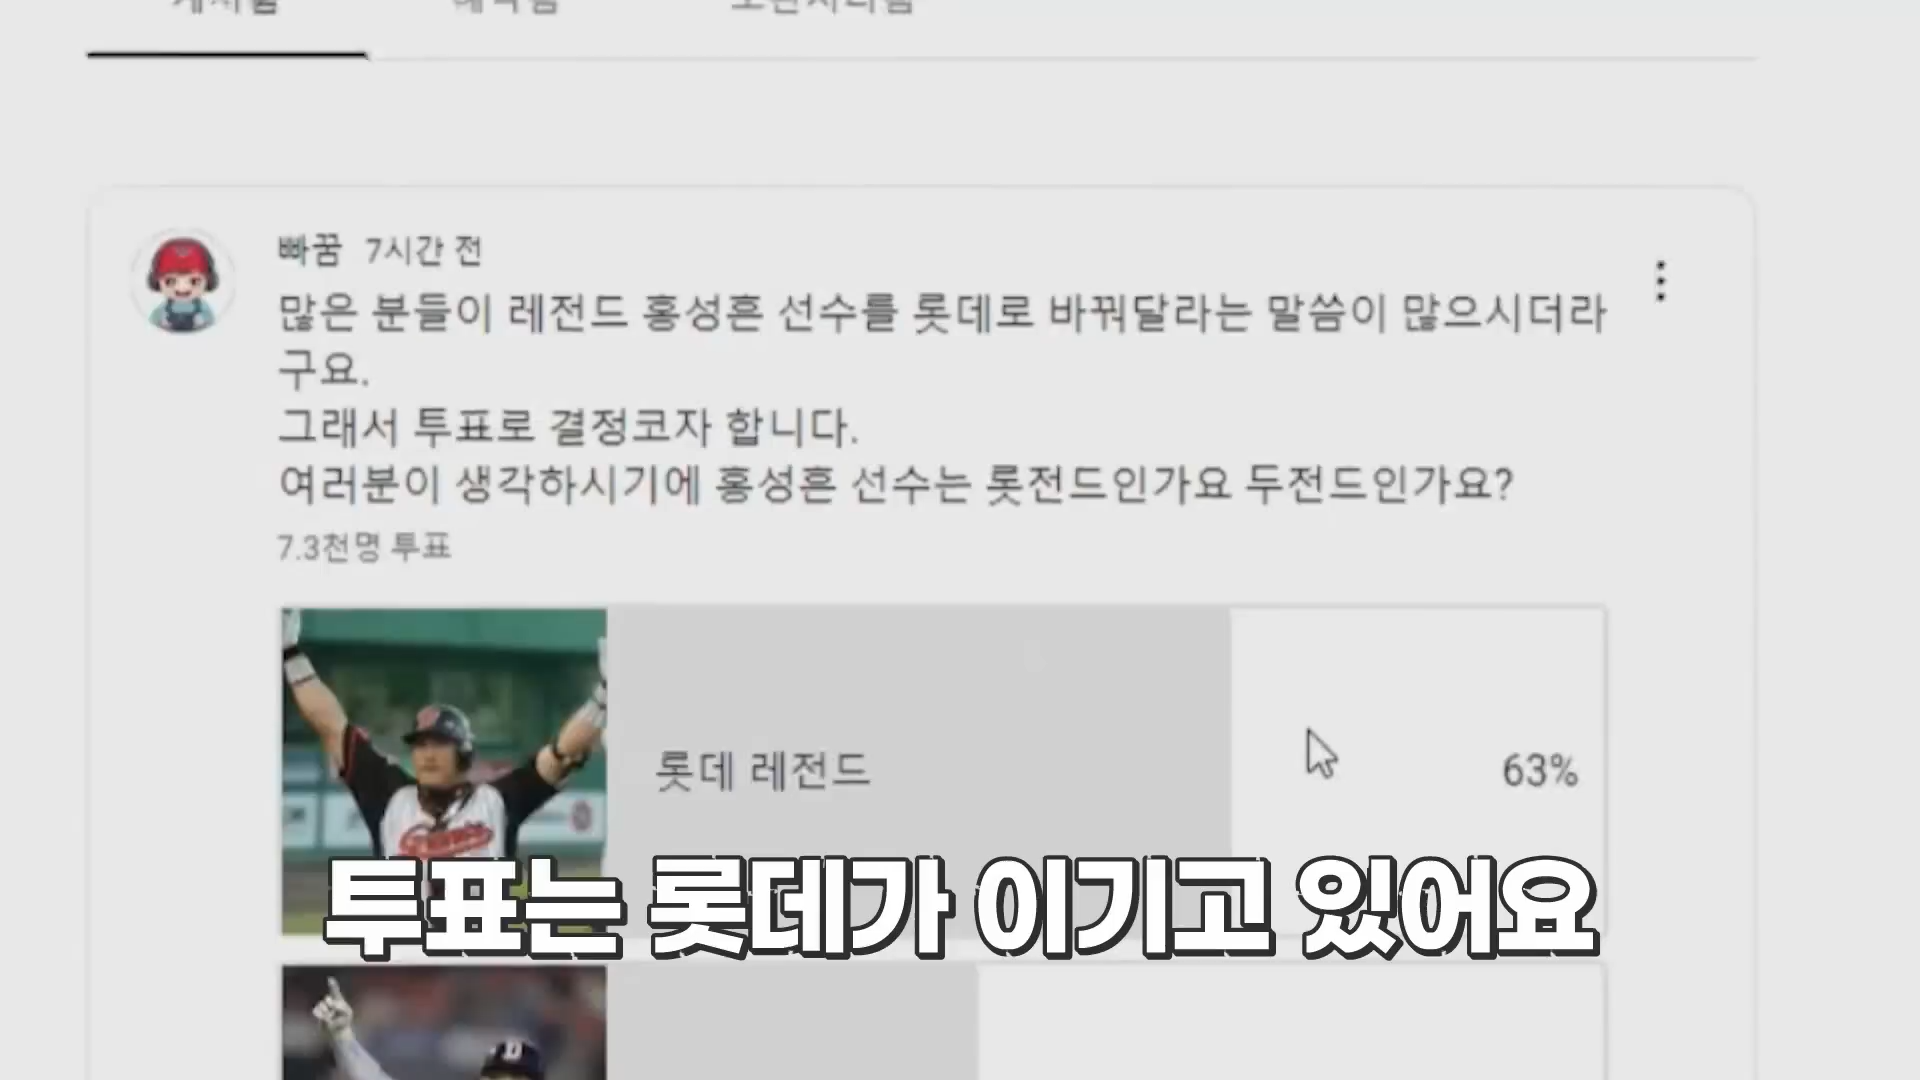 빠꿈 7시간 전
많은 분들이 레전드 홍성흔 선수를 롯데로 바꿔달라는 말씀이 많으시더라
구요.
그래서 투표로 결정코자 합니다.
여러분이 생각하시기에 홍성흔 선수는 롯전드인가요 두전드인가요?
7.3천명 투표
롯데 레전드
63%
투표는 롯데가 이기고 있어요